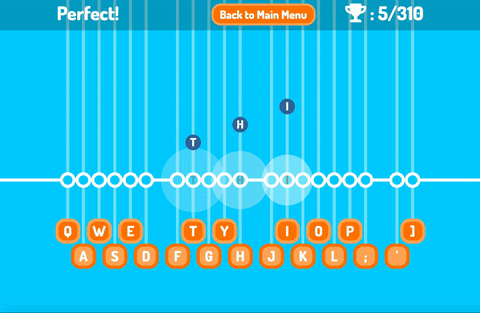 Perfect!
Back to Main Menu
: 5/310
I
H
T
Q W E T Y I O P ]
A S D F G H J K L ; '